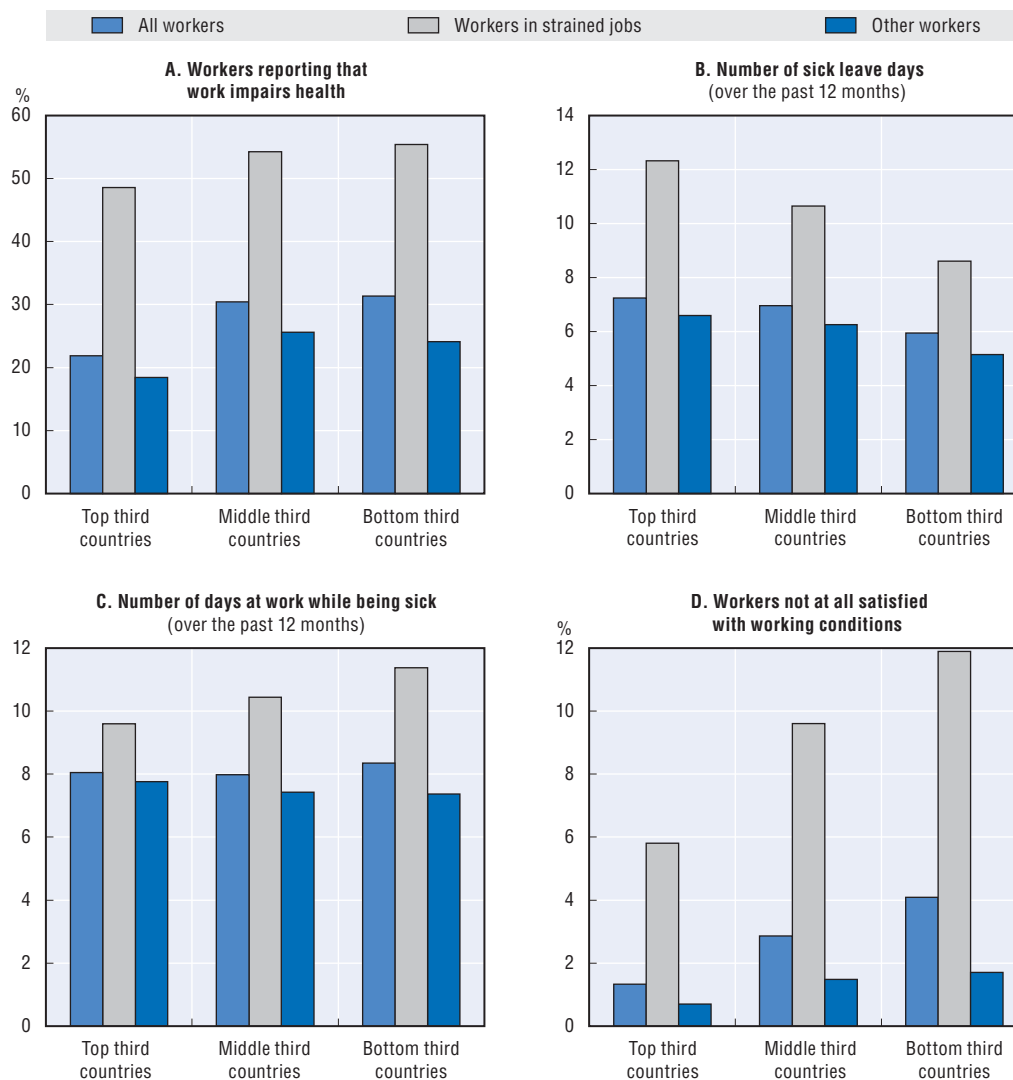 All workers
Workers in strained jobs
Other workers
A. Workers reporting that
work impairs health
%
60
50
40
30
20
10
0
Top third
countries
Middle third
countries
Bottom third
countries
B. Number of sick leave days
(over the past 12 months)
14
12
10
8
6
4
2
0
Top third
countries
Middle third
countries
Bottom third
countries
C. Number of days at work while being sick
(over the past 12 months)
12
10
8
6
4
2
0
Top third
countries
Middle third
countries
Bottom third
countries
D. Workers not at all satisfied
with working conditions
%
12
10
8
6
4
2
0
Top third
countries
Middle third
countries
Bottom third
countries